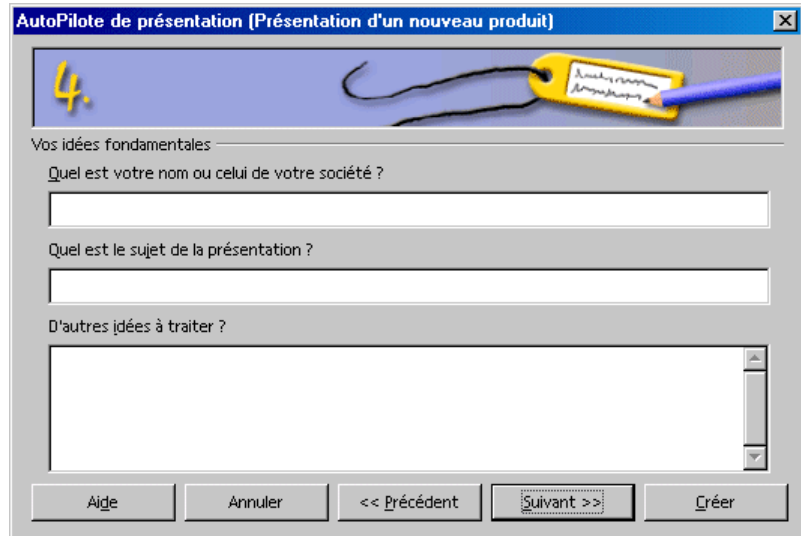 AutoPilote de présentation (Présentation d'un nouveau produit)
4.
Vos idées fondamentales
Quel est votre nom ou celui de votre société ?
Quel est le sujet de la présentation ?
D'autres idées à traiter ?
Aide
Annuler
<< Précédent
Suivant >>
Créer